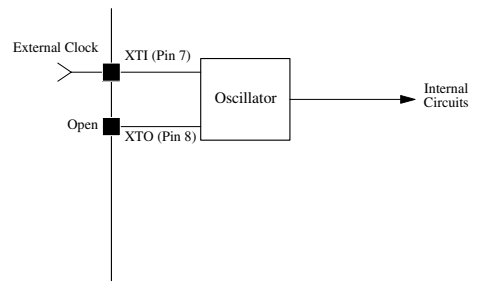 External Clock
XTI (Pin 7)
Oscillator
Internal
Circuits
Open
XTO (Pin 8)